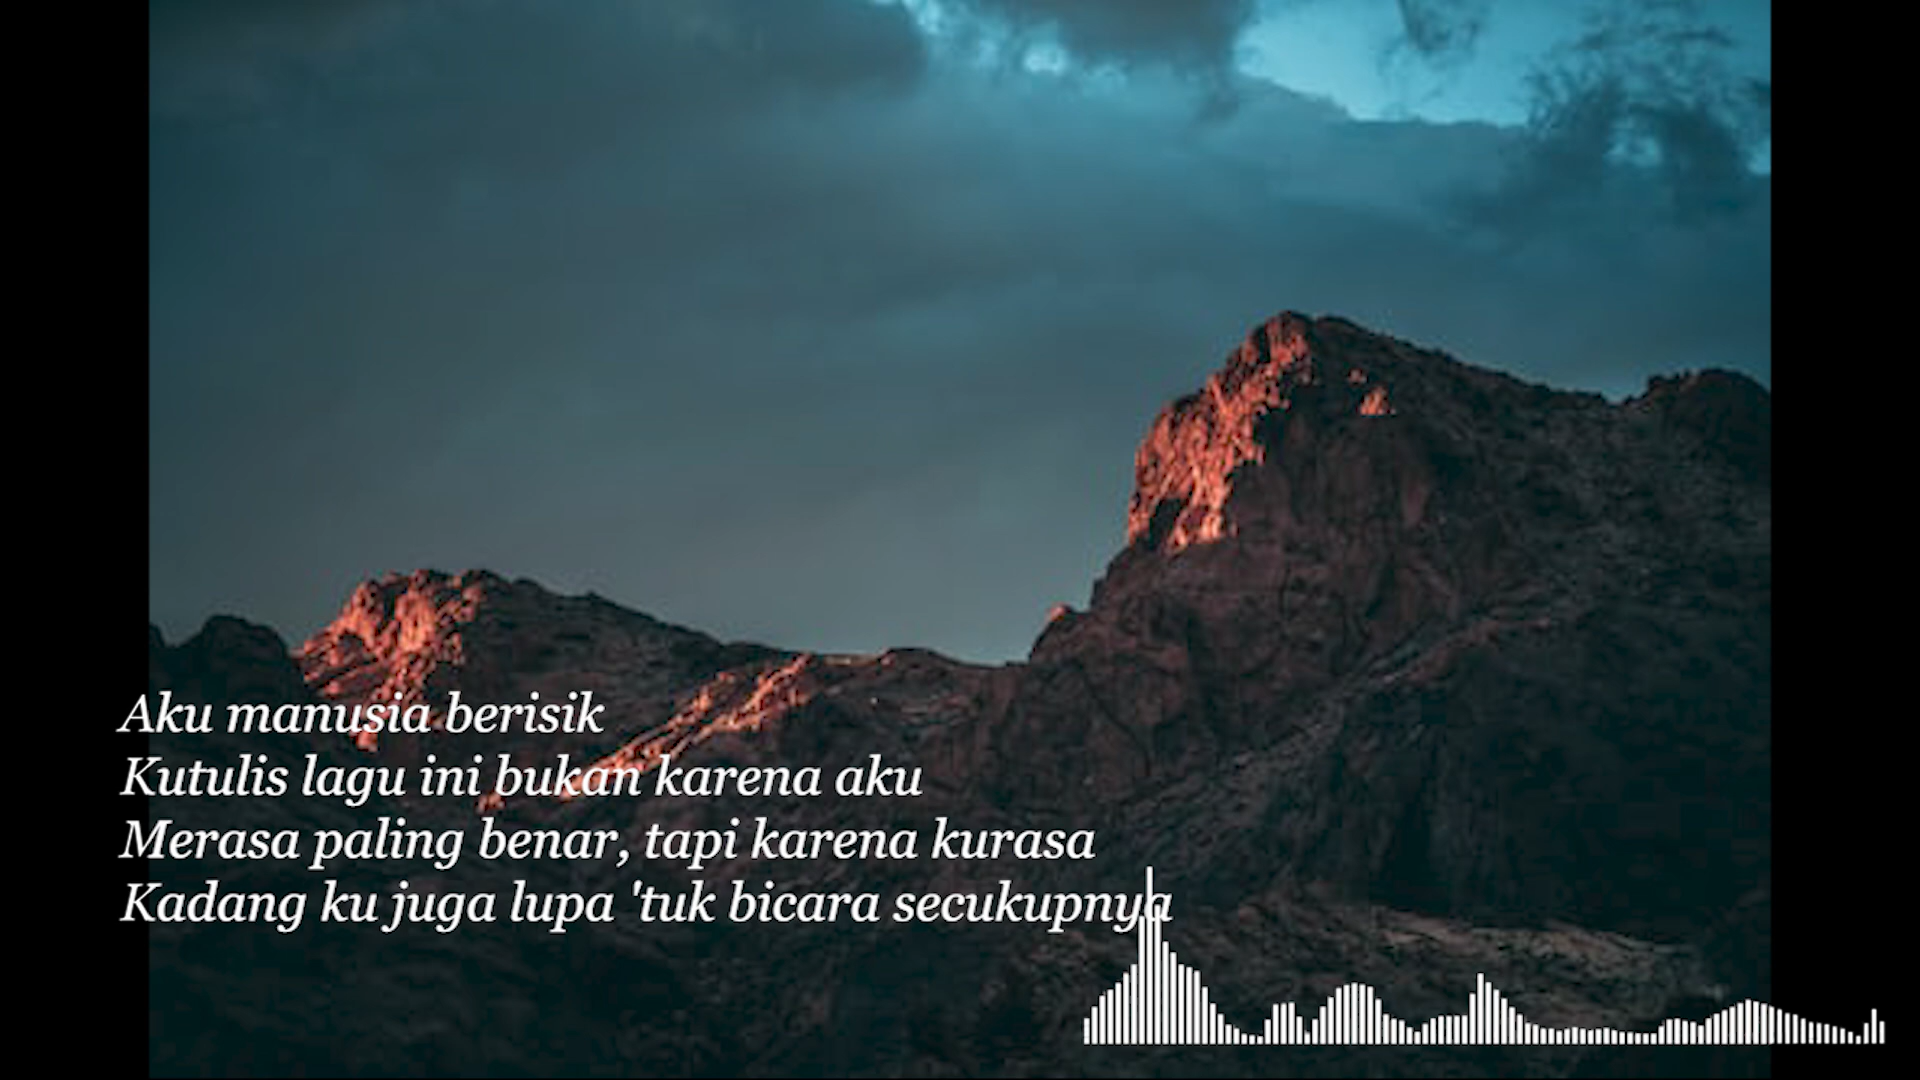 Aku manusia berisik
Kutulis lagu ini bukan karena aku
Merasa paling benar, tapi karena kurasa
Kadang ku juga lupa 'tuk bicara secukupnya